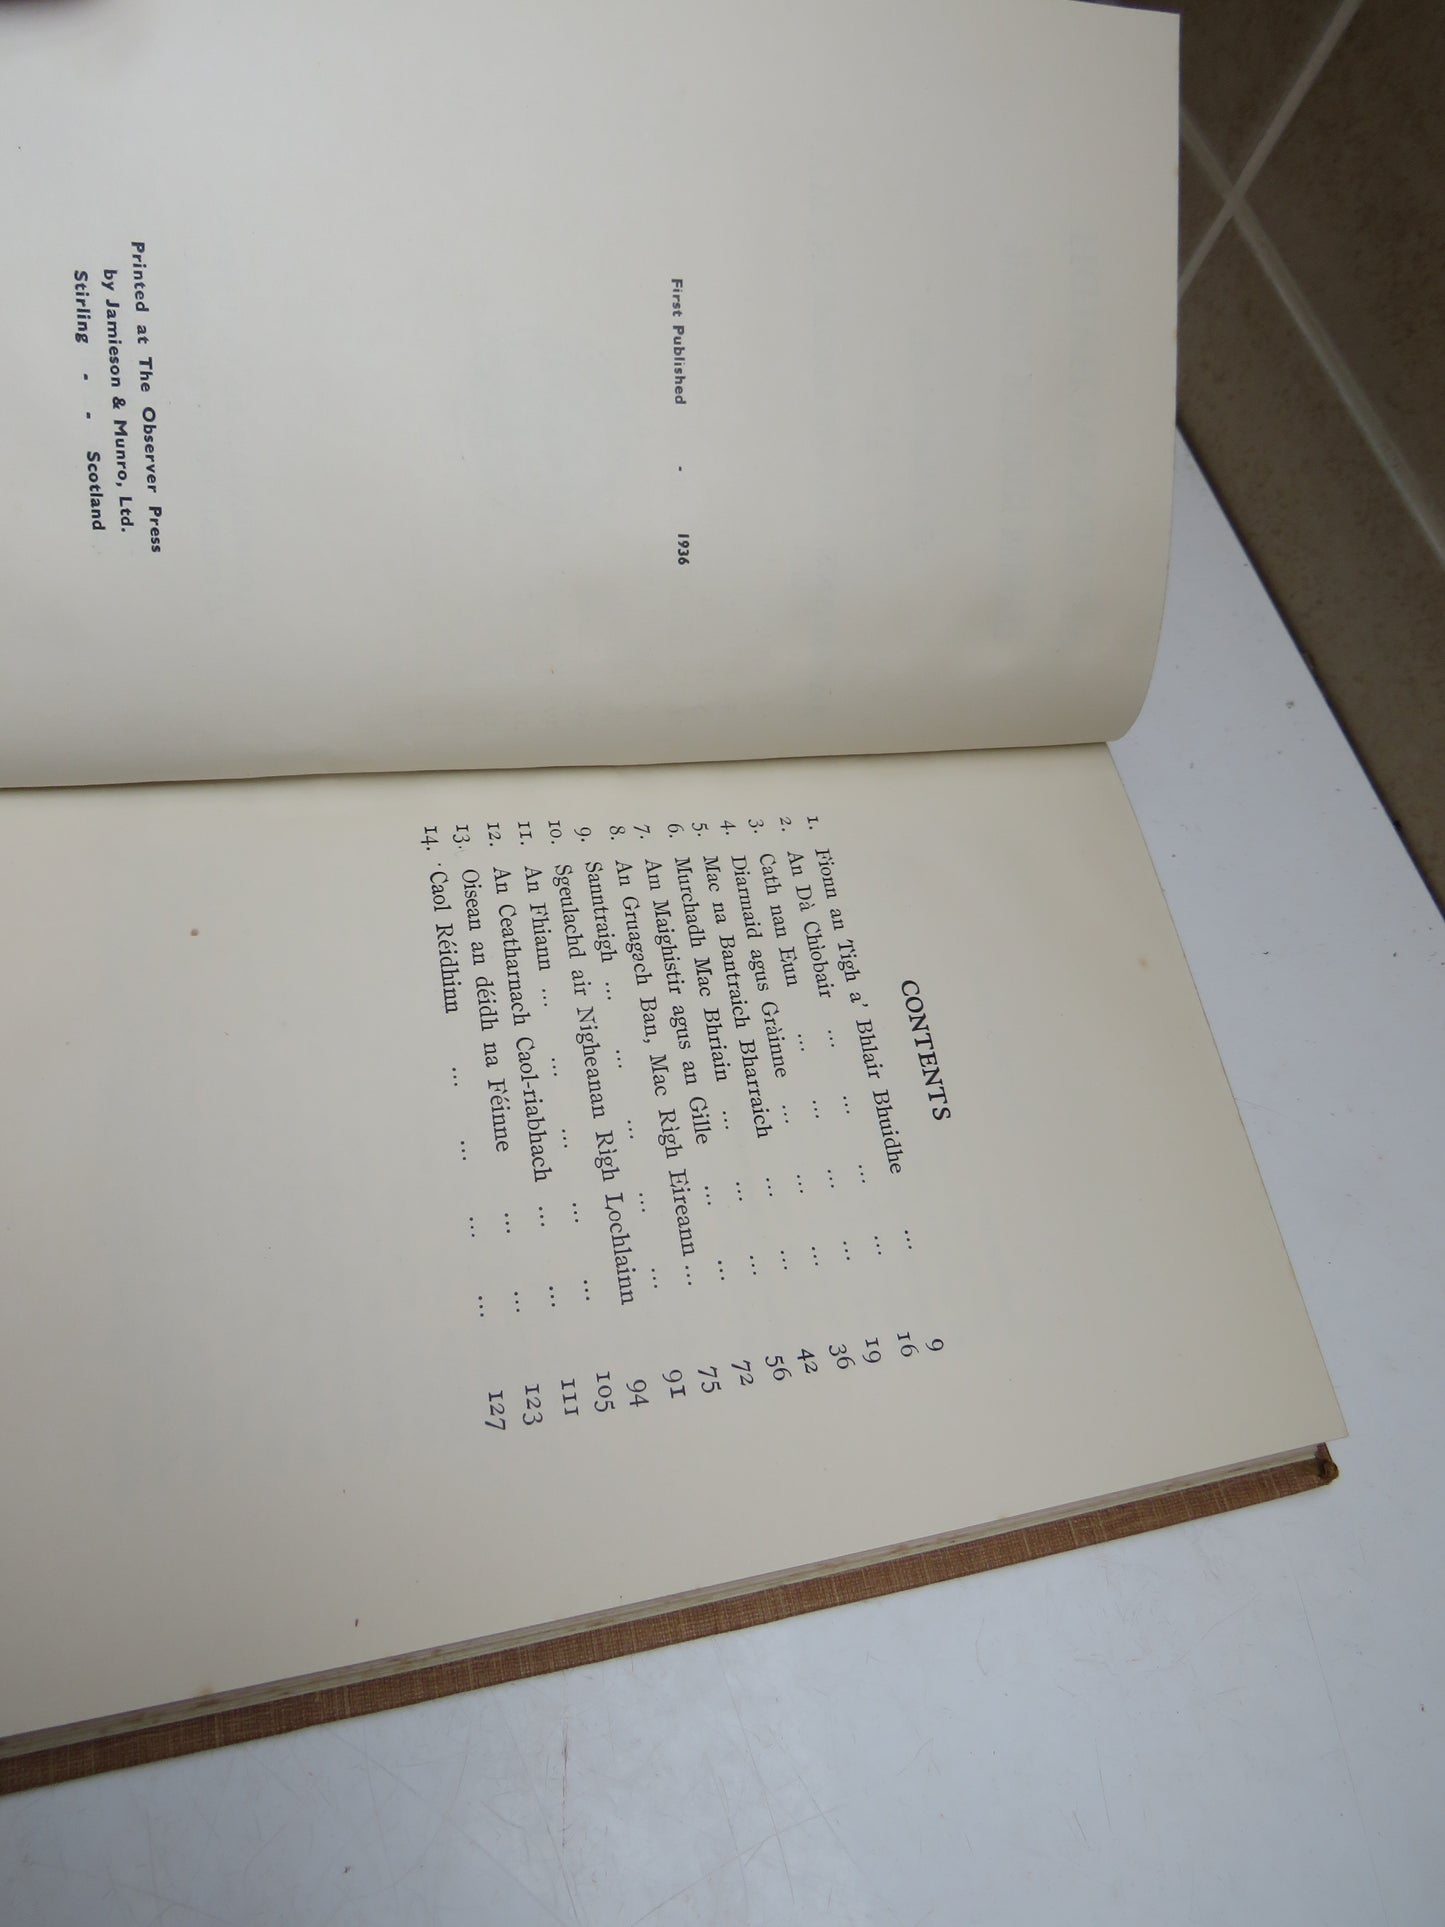 First Published - 1936
Printed at The Observer Press
by Jamieson & Munro, Ltd.
Stirling - - Scotland
CONTENTS
1. Fionn an Tigh a' Bhlair Bhuidhe ... 9
2. An Dà Chìobair ... ... ... ... 16
3. Cath nan Eun ... ... ... ... 19
4. Diarmaid agus Gràinne ... ... ... 36
5. Mac na Bantraich Bharraich ... ... 42
6. Murchadh Mac Bhriain ... ... ... 56
7. Am Maighistir agus an Gille ... ... 72
8. An Gruagach Ban, Mac Rìgh Eireann ... 75
9. Sanntraigh ... ... ... ... ... 91
10. Sgeulachd air Nigheanan Rìgh Lochlainn 94
11. An Fhiann ... ... ... ... ... 105
12. An Ceatharnach Caol-riabhach ... ... 111
13. Oisean an déidh na Féinne ... ... 123
14. Caol Réidhinn ... ... ... ... 127